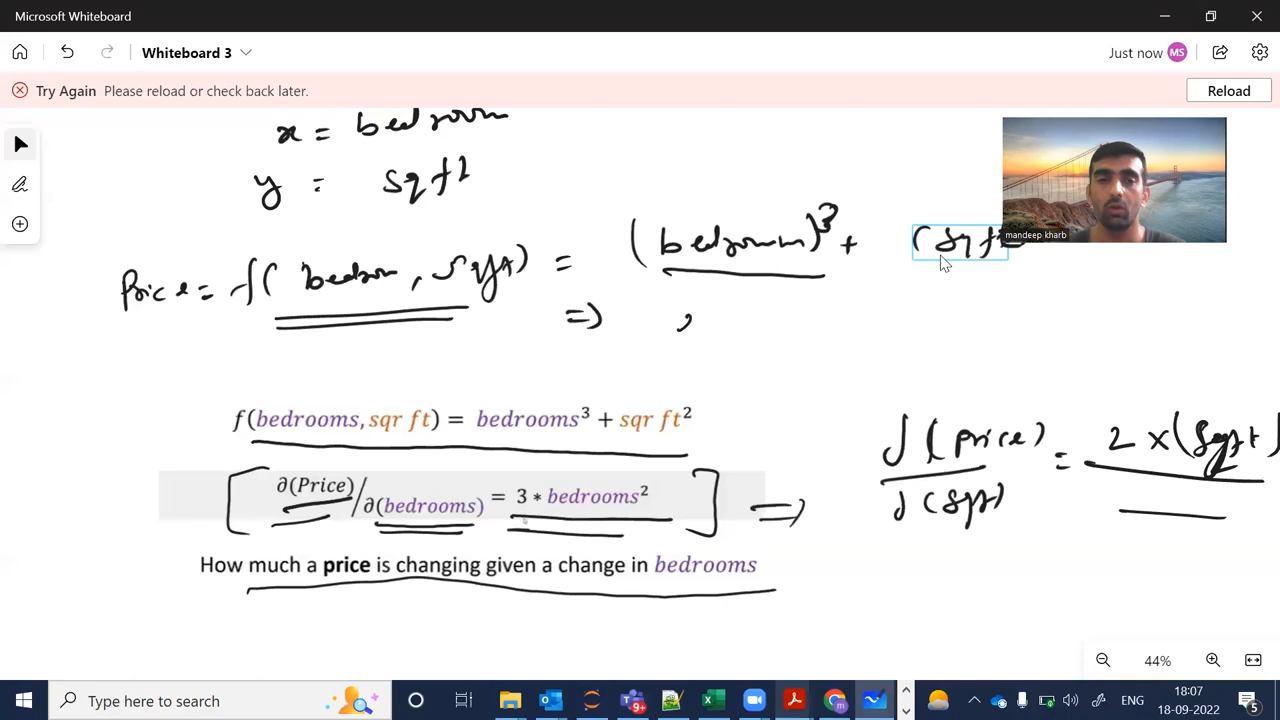 Microsoft Whiteboard
Whiteboard 3
Just now MS
Try Again Please reload or check back later.
Reload
x = bedroom
y = sqft
mandeep kharb
(bedroom)³ + (sqft
Price = f( bedroom, sqft) =
=> ,
f(bedrooms, sqr ft) = bedrooms³ + sqr ft²
∂(Price)/∂(bedrooms) = 3 * bedrooms² =>
∂(Price)/∂(sqft) = 2 x (sqft)
How much a price is changing given a change in bedrooms
44%
Type here to search
9+
ENG
18:07
18-09-2022
5